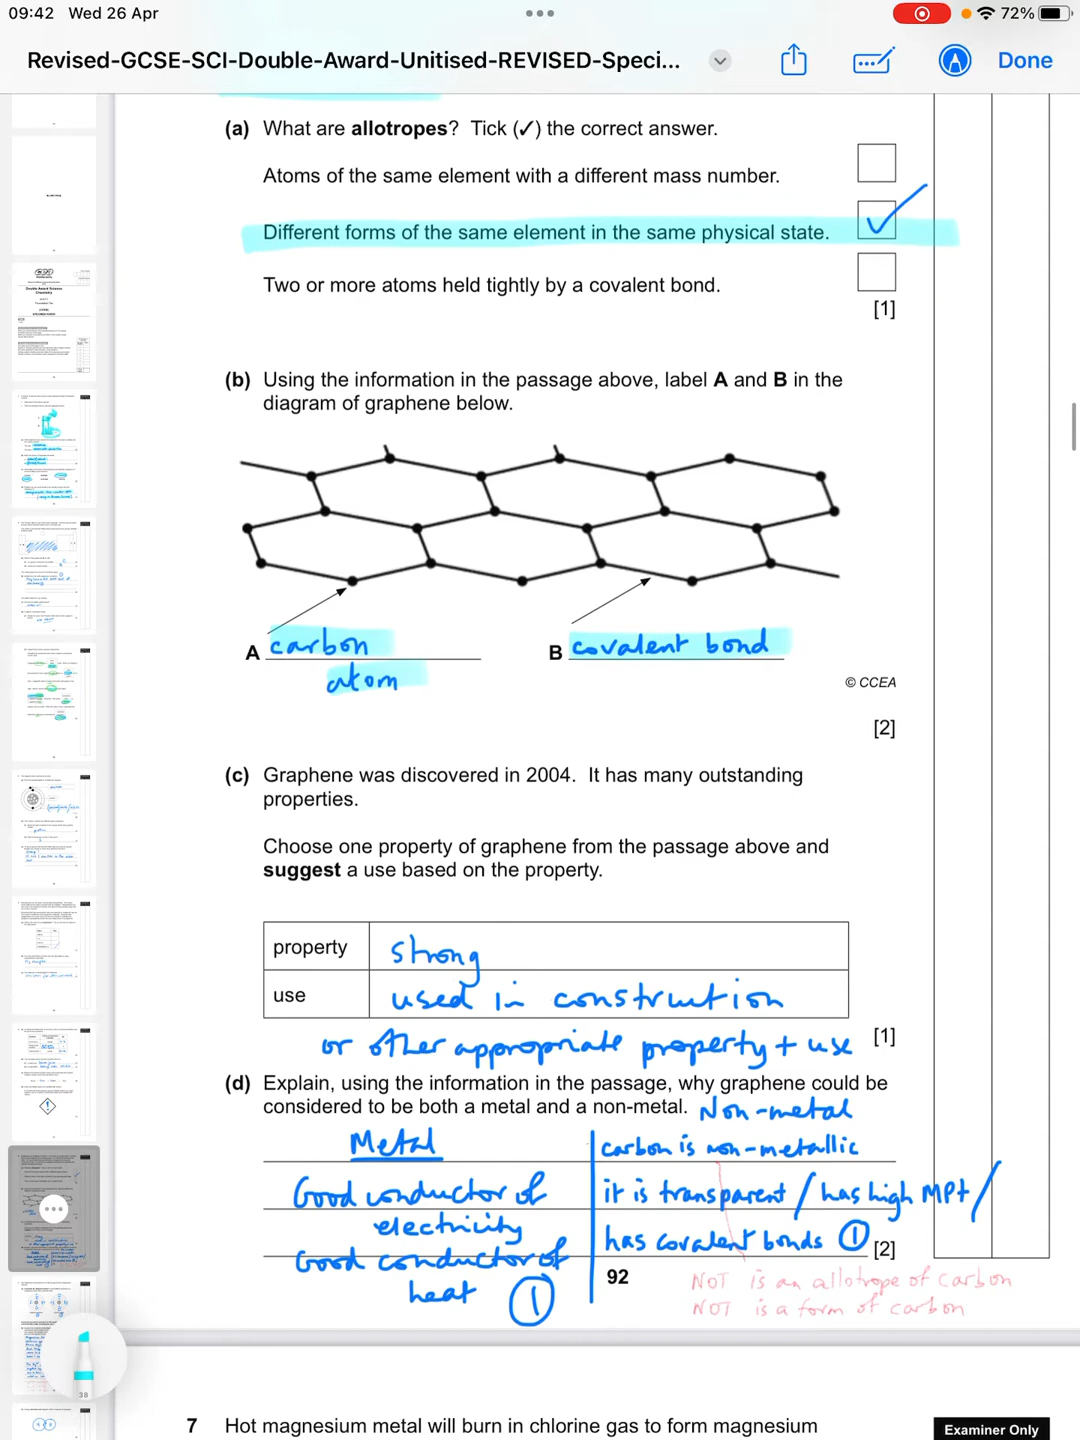 09:42 Wed 26 Apr
72%
Revised-GCSE-SCI-Double-Award-Unitised-REVISED-Speci...
Done
(a) What are allotropes? Tick (✓) the correct answer.
Atoms of the same element with a different mass number.
Different forms of the same element in the same physical state. ✓
Two or more atoms held tightly by a covalent bond.
[1]
(b) Using the information in the passage above, label A and B in the
diagram of graphene below.
A carbon
atom
B covalent bond
© CCEA
[2]
(c) Graphene was discovered in 2004. It has many outstanding
properties.
Choose one property of graphene from the passage above and
suggest a use based on the property.
property strong
use used in construction
or other appropriate property + use [1]
(d) Explain, using the information in the passage, why graphene could be
considered to be both a metal and a non-metal. Non-metal
Metal
Good conductor of
electricity
Good conductor of
heat ①
carbon is non-metallic
it is transparent / has high MPt /
has covalent bonds ① [2]
92
NOT is an allotrope of carbon
NOT is a form of carbon
38
7 Hot magnesium metal will burn in chlorine gas to form magnesium
Examiner Only